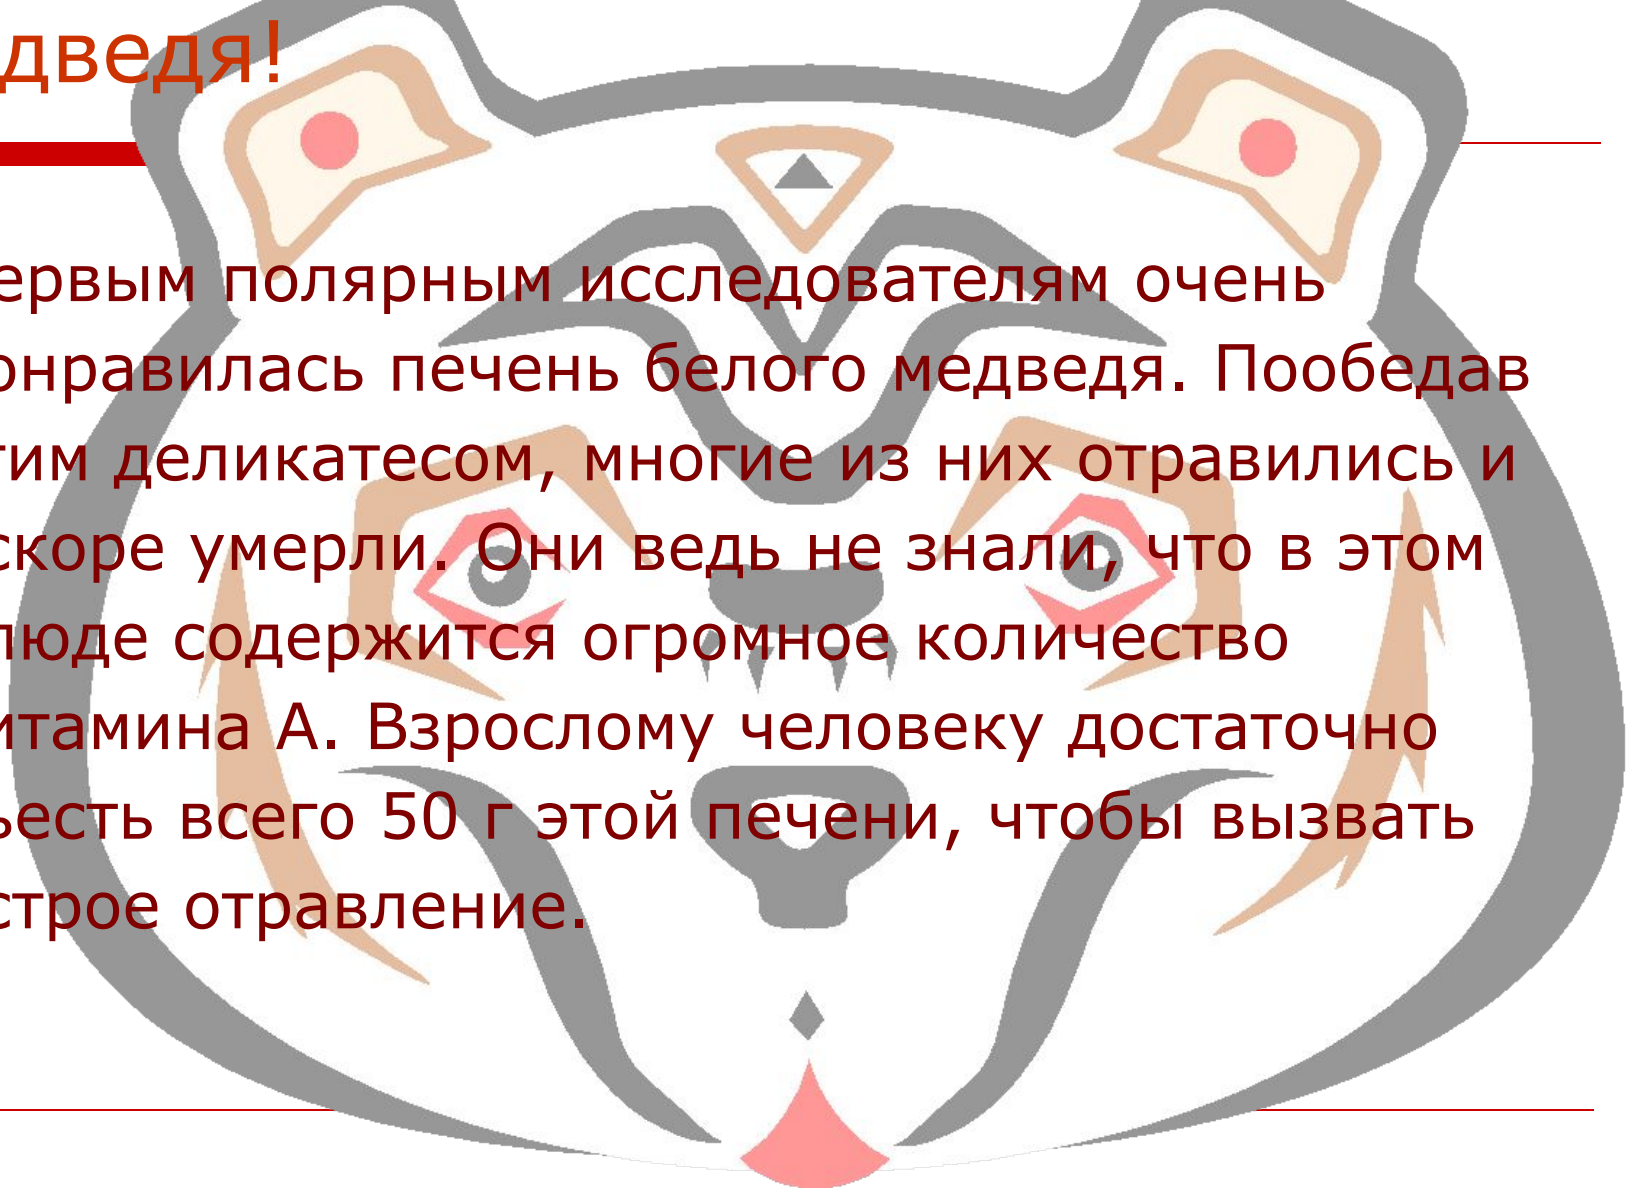 дведя!
ервым полярным исследователям очень
онравилась печень белого медведя. Пообедав
тим деликатесом, многие из них отравились и
скоре умерли. Они ведь не знали, что в этом
люде содержится огромное количество
итамина А. Взрослому человеку достаточно
ъесть всего 50 г этой печени, чтобы вызвать
строе отравление.